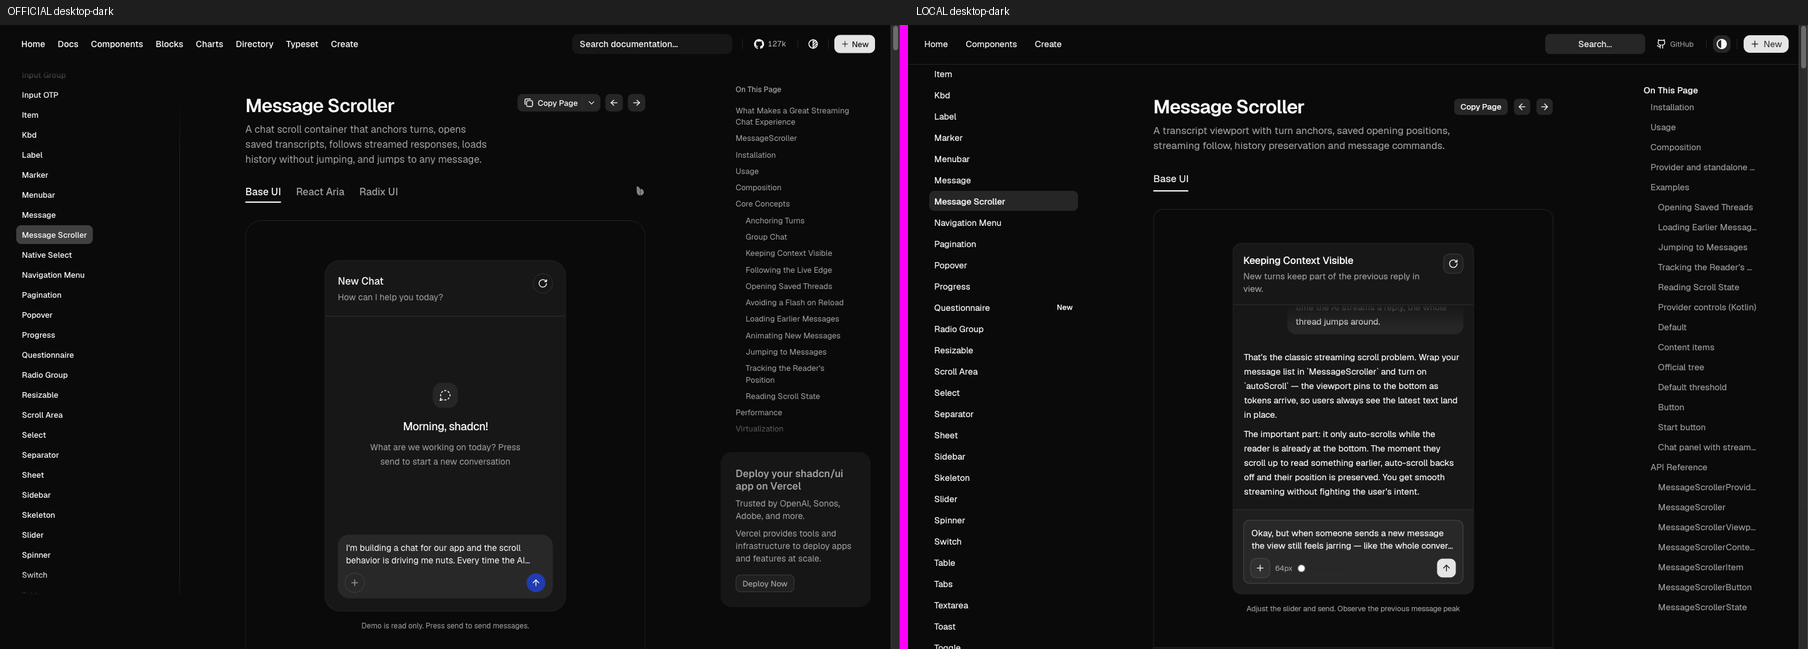 OFFICIAL desktop-dark
Home Docs Components Blocks Charts Directory Typeset Create
Search documentation...
127k
+ New
Input Group
Input OTP
Item
Kbd
Label
Marker
Menubar
Message
Message Scroller
Native Select
Navigation Menu
Pagination
Popover
Progress
Questionnaire
Radio Group
Resizable
Scroll Area
Select
Separator
Sheet
Sidebar
Skeleton
Slider
Spinner
Switch
Message Scroller
Copy Page
A chat scroll container that anchors turns, opens
saved transcripts, follows streamed responses, loads
history without jumping, and jumps to any message.
Base UI React Aria Radix UI
New Chat
How can I help you today?
Morning, shadcn!
What are we working on today? Press
send to start a new conversation
I'm building a chat for our app and the scroll
behavior is driving me nuts. Every time the AI...
Demo is read only. Press send to send messages.
On This Page
What Makes a Great Streaming
Chat Experience
MessageScroller
Installation
Usage
Composition
Core Concepts
Anchoring Turns
Group Chat
Keeping Context Visible
Following the Live Edge
Opening Saved Threads
Avoiding a Flash on Reload
Loading Earlier Messages
Animating New Messages
Jumping to Messages
Tracking the Reader's
Position
Reading Scroll State
Performance
Virtualization
Deploy your shadcn/ui
app on Vercel
Trusted by OpenAI, Sonos,
Adobe, and more.
Vercel provides tools and
infrastructure to deploy apps
and features at scale.
Deploy Now
LOCAL desktop-dark
Home Components Create
Search...
GitHub
+ New
Item
Kbd
Label
Marker
Menubar
Message
Message Scroller
Navigation Menu
Pagination
Popover
Progress
Questionnaire New
Radio Group
Resizable
Scroll Area
Select
Separator
Sheet
Sidebar
Skeleton
Slider
Spinner
Switch
Table
Tabs
Textarea
Toast
Toggle
Message Scroller
Copy Page
A transcript viewport with turn anchors, saved opening positions,
streaming follow, history preservation and message commands.
Base UI
Keeping Context Visible
New turns keep part of the previous reply in
view.
time the AI streams a reply, the whole
thread jumps around.
That's the classic streaming scroll problem. Wrap your
message list in `MessageScroller` and turn on
`autoScroll` — the viewport pins to the bottom as
tokens arrive, so users always see the latest text land
in place.
The important part: it only auto-scrolls while the
reader is already at the bottom. The moment they
scroll up to read something earlier, auto-scroll backs
off and their position is preserved. You get smooth
streaming without fighting the user's intent.
Okay, but when someone sends a new message
the view still feels jarring — like the whole conver...
64px
Adjust the slider and send. Observe the previous message peak
On This Page
Installation
Usage
Composition
Provider and standalone ...
Examples
Opening Saved Threads
Loading Earlier Messag...
Jumping to Messages
Tracking the Reader's ...
Reading Scroll State
Provider controls (Kotlin)
Default
Content items
Official tree
Default threshold
Button
Start button
Chat panel with stream...
API Reference
MessageScrollerProvid...
MessageScroller
MessageScrollerViewp...
MessageScrollerConte...
MessageScrollerItem
MessageScrollerButton
MessageScrollerState